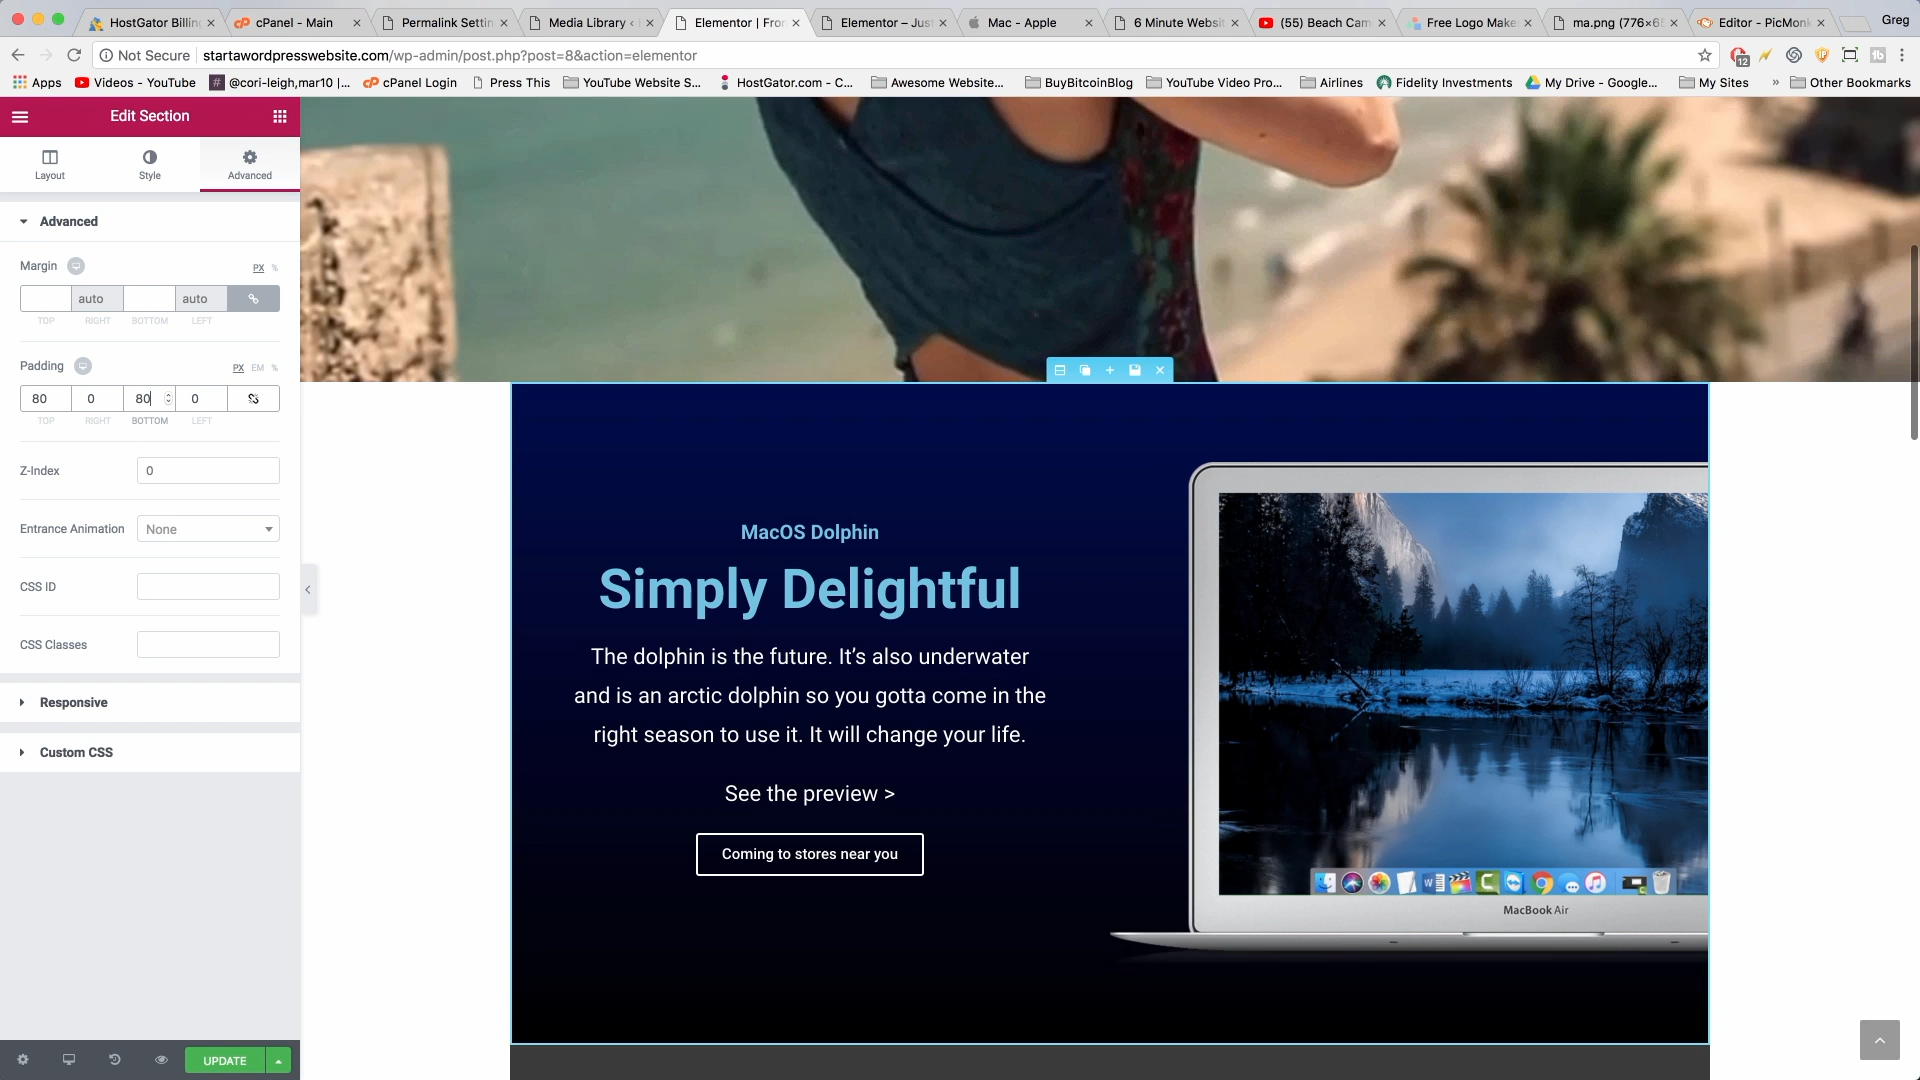 HostGator Billing
cPanel - Main
Permalink Settin
Media Library ‹
Elementor | Fron
Elementor – Just
Mac - Apple
6 Minute Websit
(55) Beach Cam
Free Logo Make
ma.png (776×6
Editor - PicMonk
Greg
Not Secure
startawordpresswebsite.com/wp-admin/post.php?post=8&action=elementor
12
Apps
Videos - YouTube
@cori-leigh,mar10 |...
cPanel Login
Press This
YouTube Website S...
HostGator.com - C...
Awesome Website...
BuyBitcoinBlog
YouTube Video Pro...
Airlines
Fidelity Investments
My Drive - Google...
My Sites
»
Other Bookmarks
Edit Section
Layout
Style
Advanced
Advanced
Margin
PX %
auto
auto
TOP RIGHT BOTTOM LEFT
Padding
PX EM %
80 0 80 0
TOP RIGHT BOTTOM LEFT
Z-Index
0
Entrance Animation
None
CSS ID
CSS Classes
Responsive
Custom CSS
UPDATE
MacOS Dolphin
Simply Delightful
The dolphin is the future. It’s also underwater
and is an arctic dolphin so you gotta come in the
right season to use it. It will change your life.
See the preview >
Coming to stores near you
MacBook Air